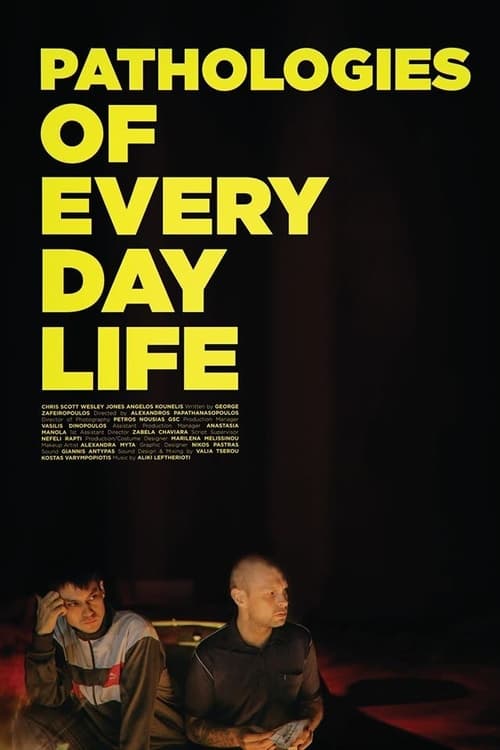 PATHOLOGIES
OF
EVERY
DAY
LIFE
CHRIS SCOTT WESLEY JONES ANGELOS KOUNELIS Written by GEORGE
ZAFEIROPOULOS Directed by ALEXANDROS PAPATHANASOPOULOS
Director of Photography PETROS NOUSIAS GSC Production Manager
VASILIS DINOPOULOS Assistant Production Manager ANASTASIA
MANOLA 1st Assistant Director ZABELA CHAVIARA Script Supervisor
NEFELI RAPTI Production/Costume Designer MARILENA MELISSINOU
Makeup Artist ALEXANDRA MYTA Graphic Designer NIKOS PASTRAS
Sound GIANNIS ANTYPAS Sound Design & Mixing by VALIA TSEROU
KOSTAS VARYMPOPIOTIS Music by ALIKI LEFTHERIOTI